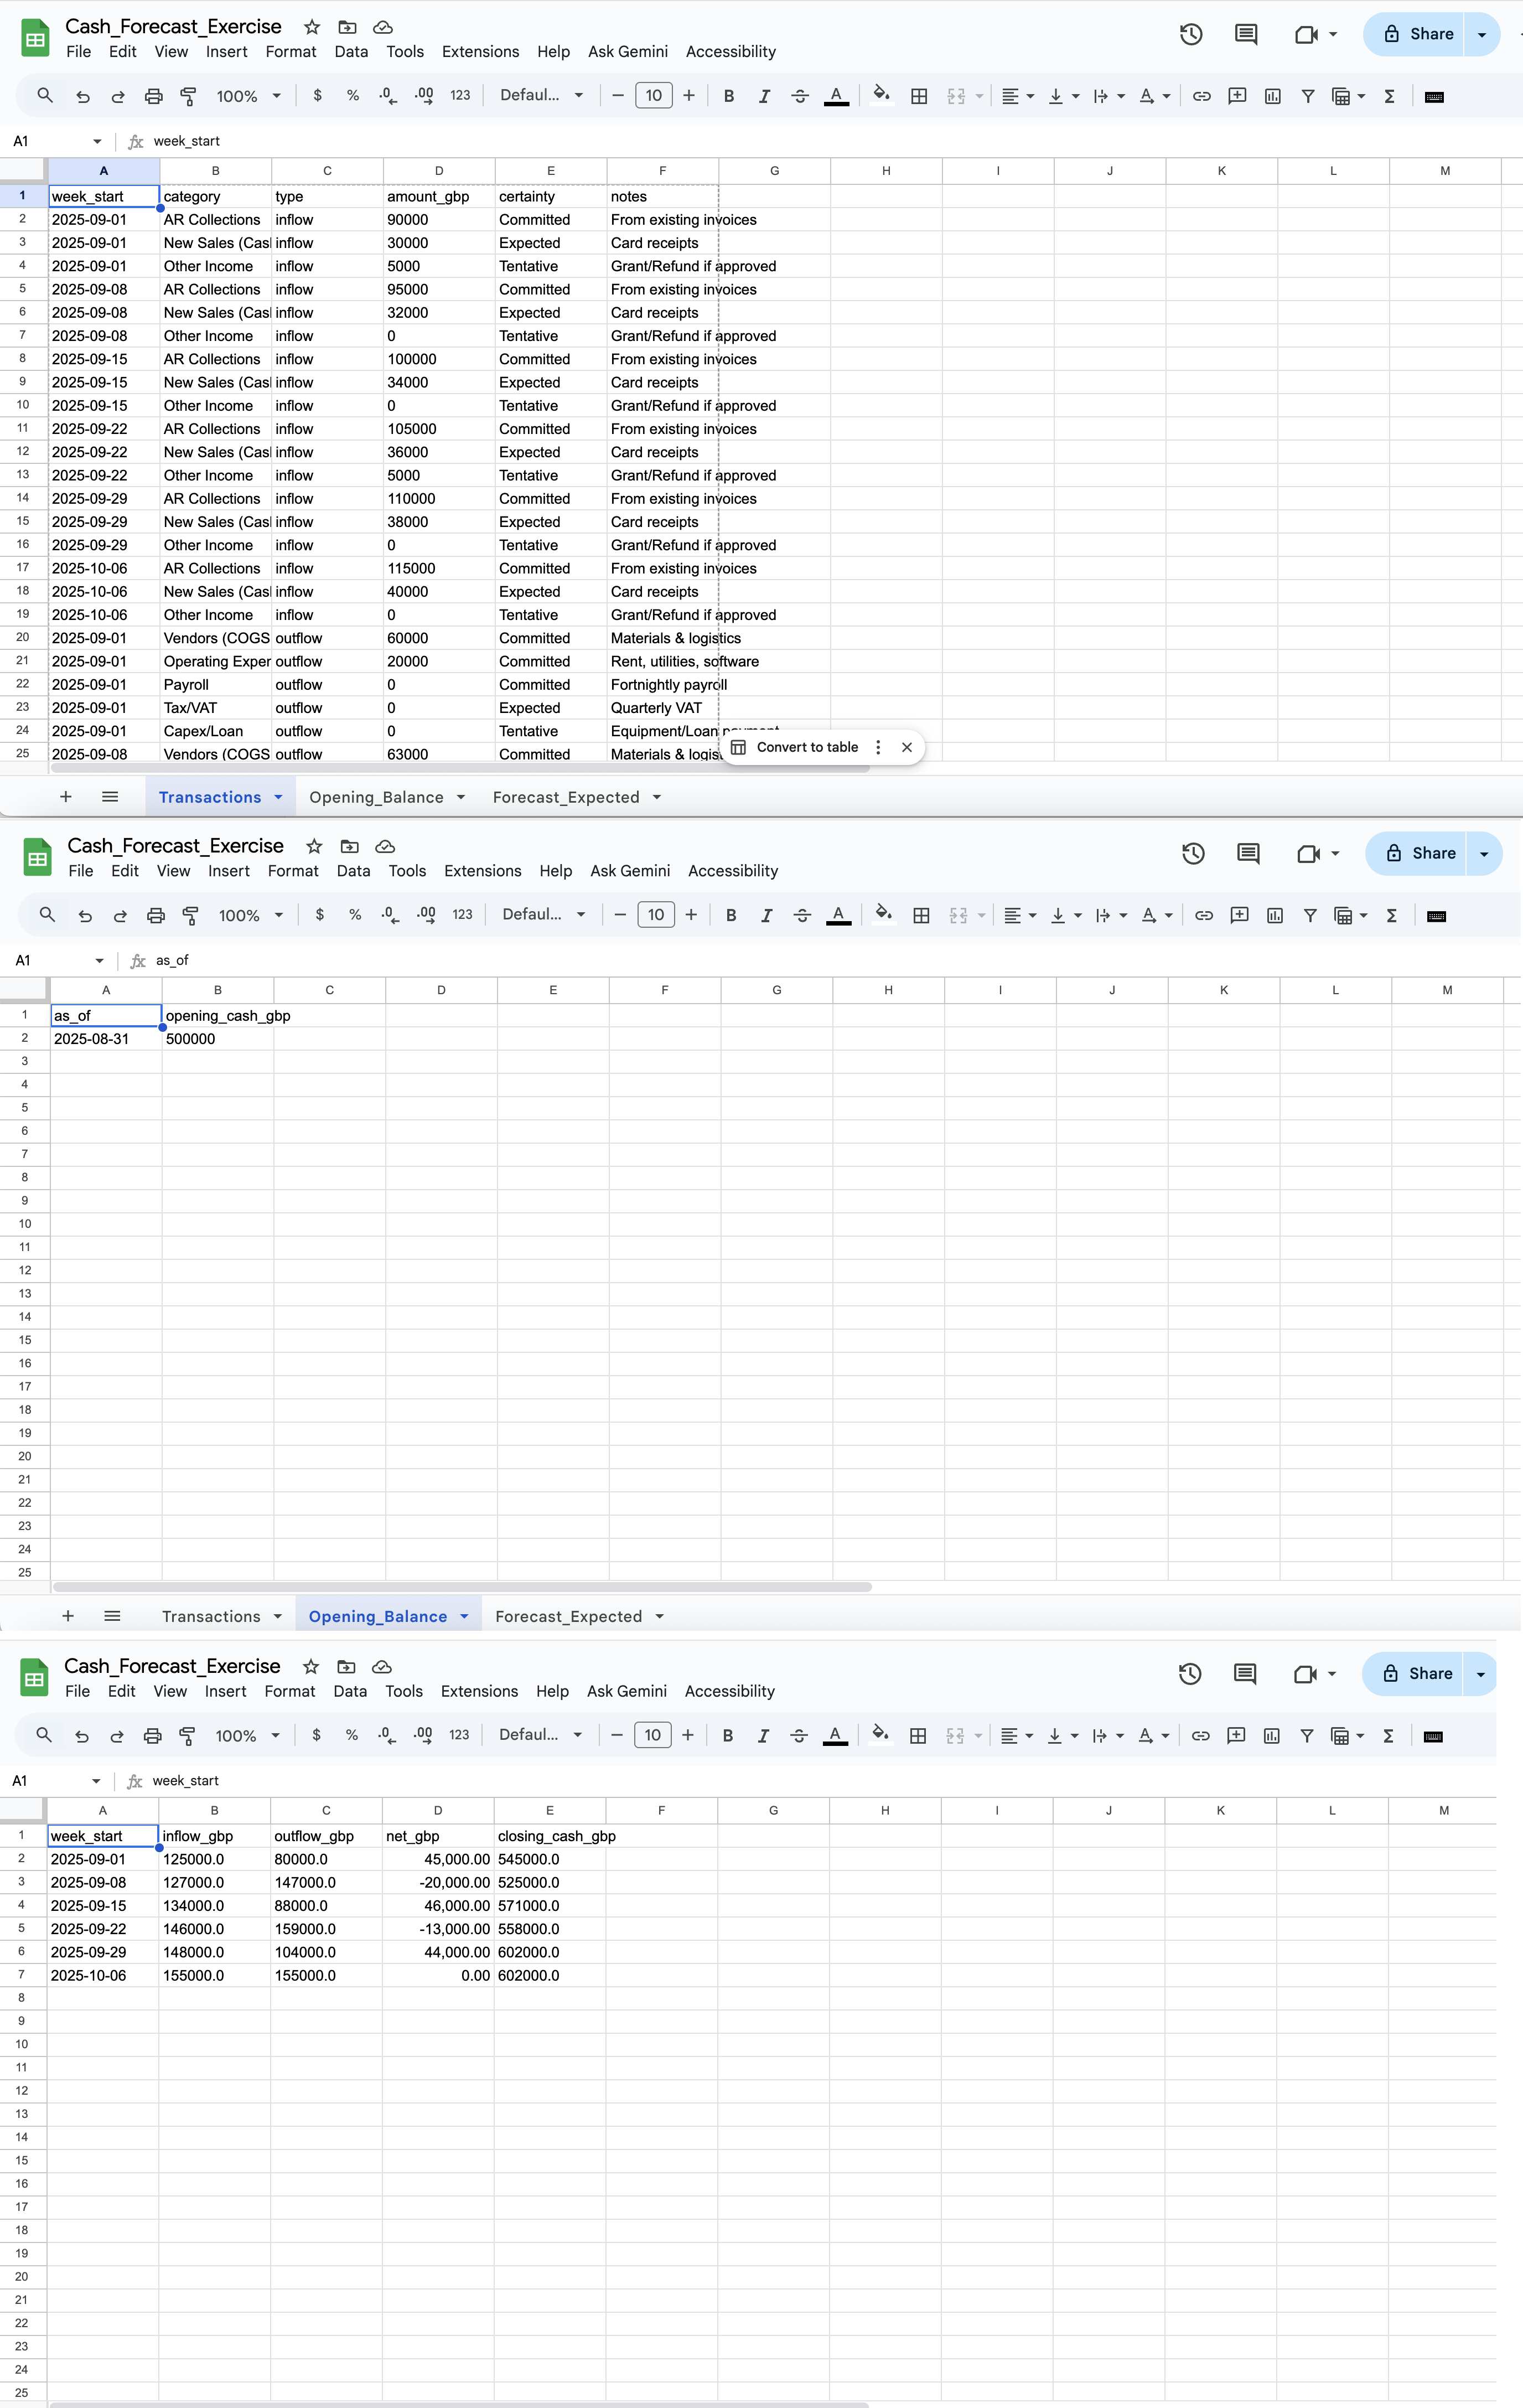 Cash_Forecast_Exercise
File Edit View Insert Format Data Tools Extensions Help Ask Gemini Accessibility
Share
100% $ % .0 .00 123 Defaul... 10 B I A
A1 fx week_start
A B C D E F G H I J K L M
1 week_start category type amount_gbp certainty notes
2 2025-09-01 AR Collections inflow 90000 Committed From existing invoices
3 2025-09-01 New Sales (Cas inflow 30000 Expected Card receipts
4 2025-09-01 Other Income inflow 5000 Tentative Grant/Refund if approved
5 2025-09-08 AR Collections inflow 95000 Committed From existing invoices
6 2025-09-08 New Sales (Cas inflow 32000 Expected Card receipts
7 2025-09-08 Other Income inflow 0 Tentative Grant/Refund if approved
8 2025-09-15 AR Collections inflow 100000 Committed From existing invoices
9 2025-09-15 New Sales (Cas inflow 34000 Expected Card receipts
10 2025-09-15 Other Income inflow 0 Tentative Grant/Refund if approved
11 2025-09-22 AR Collections inflow 105000 Committed From existing invoices
12 2025-09-22 New Sales (Cas inflow 36000 Expected Card receipts
13 2025-09-22 Other Income inflow 5000 Tentative Grant/Refund if approved
14 2025-09-29 AR Collections inflow 110000 Committed From existing invoices
15 2025-09-29 New Sales (Cas inflow 38000 Expected Card receipts
16 2025-09-29 Other Income inflow 0 Tentative Grant/Refund if approved
17 2025-10-06 AR Collections inflow 115000 Committed From existing invoices
18 2025-10-06 New Sales (Cas inflow 40000 Expected Card receipts
19 2025-10-06 Other Income inflow 0 Tentative Grant/Refund if approved
20 2025-09-01 Vendors (COGS outflow 60000 Committed Materials & logistics
21 2025-09-01 Operating Exper outflow 20000 Committed Rent, utilities, software
22 2025-09-01 Payroll outflow 0 Committed Fortnightly payroll
23 2025-09-01 Tax/VAT outflow 0 Expected Quarterly VAT
24 2025-09-01 Capex/Loan outflow 0 Tentative Equipment/Loan payment
25 2025-09-08 Vendors (COGS outflow 63000 Committed Materials & logis
Convert to table
Transactions Opening_Balance Forecast_Expected
Cash_Forecast_Exercise
File Edit View Insert Format Data Tools Extensions Help Ask Gemini Accessibility
Share
100% $ % .0 .00 123 Defaul... 10 B I A
A1 fx as_of
A B C D E F G H I J K L M
1 as_of opening_cash_gbp
2 2025-08-31 500000
3
4
5
6
7
8
9
10
11
12
13
14
15
16
17
18
19
20
21
22
23
24
25
Transactions Opening_Balance Forecast_Expected
Cash_Forecast_Exercise
File Edit View Insert Format Data Tools Extensions Help Ask Gemini Accessibility
Share
100% $ % .0 .00 123 Defaul... 10 B I A
A1 fx week_start
A B C D E F G H I J K L M
1 week_start inflow_gbp outflow_gbp net_gbp closing_cash_gbp
2 2025-09-01 125000.0 80000.0 45,000.00 545000.0
3 2025-09-08 127000.0 147000.0 -20,000.00 525000.0
4 2025-09-15 134000.0 88000.0 46,000.00 571000.0
5 2025-09-22 146000.0 159000.0 -13,000.00 558000.0
6 2025-09-29 148000.0 104000.0 44,000.00 602000.0
7 2025-10-06 155000.0 155000.0 0.00 602000.0
8
9
10
11
12
13
14
15
16
17
18
19
20
21
22
23
24
25